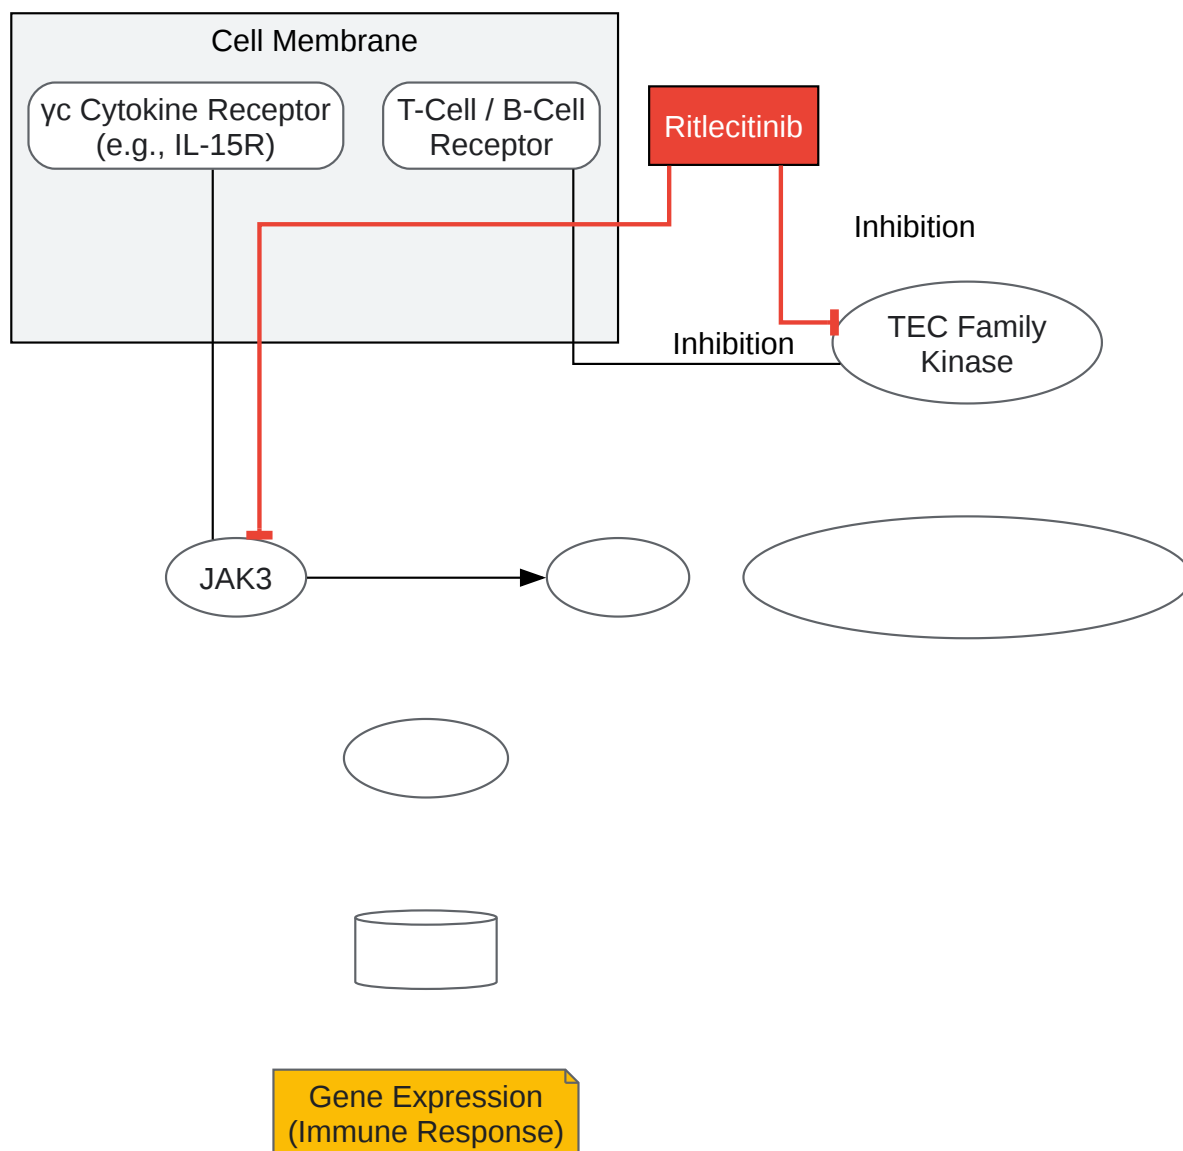 Cell Membrane
γc Cytokine Receptor
(e.g., IL-15R)
T-Cell / B-Cell
Receptor
Ritlecitinib
Inhibition
TEC Family
Kinase
Inhibition
JAK3
Gene Expression
(Immune Response)